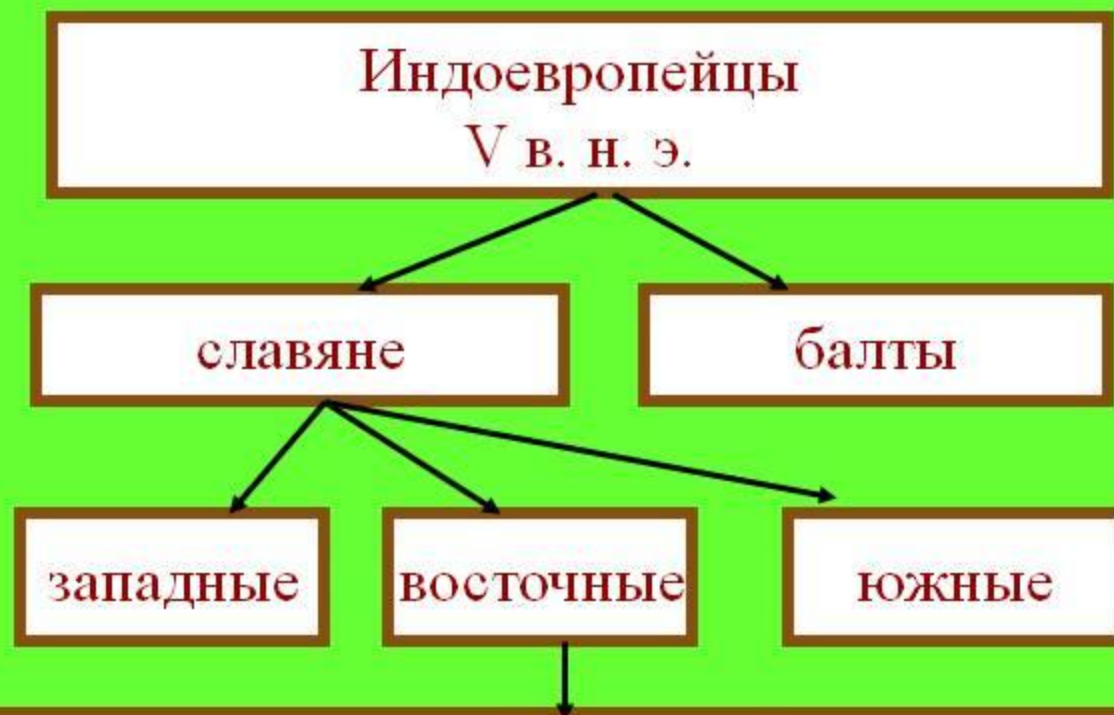 Индоевропейцы
V в. н. э.
славяне
балты
западные
восточные
южные